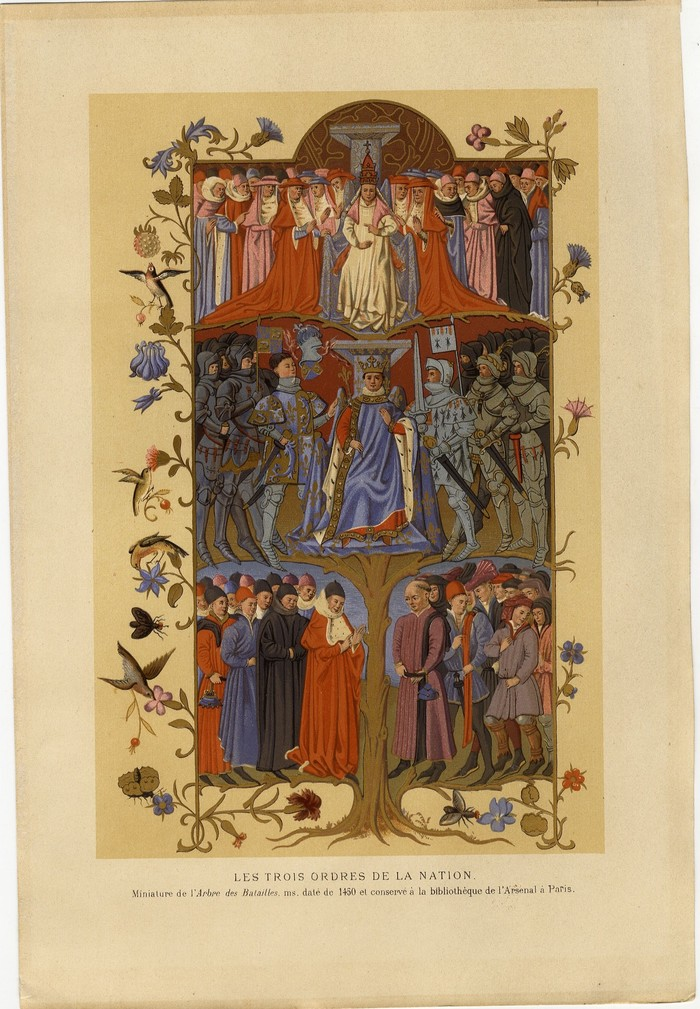 LES TROIS ORDRES DE LA NATION.
Miniature de l'Arbre des Batailles, ms. daté de 1450 et conservé à la bibliothèque de l'Arsenal à Paris.